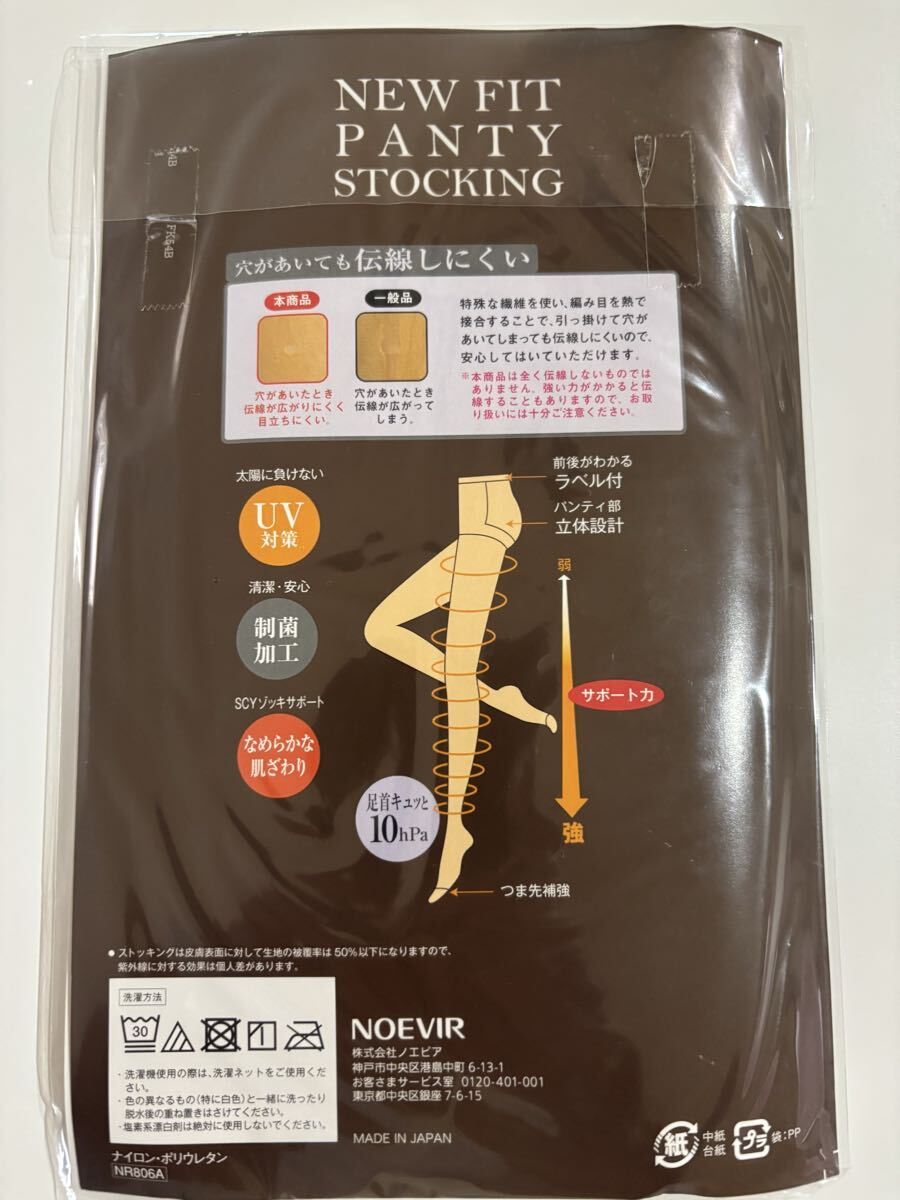 NEW FIT
PANTY
STOCKING
4B
FK54B
穴があいても伝線しにくい
本商品
一般品
穴があいたとき
伝線が広がりにくく
目立ちにくい。
穴があいたとき
伝線が広がって
しまう。
特殊な繊維を使い、編み目を熱で
接合することで、引っ掛けて穴が
あいてしまっても伝線しにくいので、
安心してはいていただけます。
※本商品は全く伝線しないものでは
ありません。強い力がかかると伝
線することもありますので、お取
り扱いには十分ご注意ください。
太陽に負けない
UV
対策
清潔・安心
制菌
加工
SCYゾッキサポート
なめらかな
肌ざわり
前後がわかる
ラベル付
パンティ部
立体設計
弱
サポート力
強
足首キュッと
10hPa
つま先補強
● ストッキングは皮膚表面に対して生地の被覆率は50%以下になりますので、
紫外線に対する効果は個人差があります。
洗濯方法
30
・洗濯機使用の際は、洗濯ネットをご使用くだ
さい。
・色の異なるもの(特に白色)と一緒に洗ったり
脱水後の重ね置きはさけてください。
・塩素系漂白剤は絶対に使用しないでください。
ナイロン・ポリウレタン
NR806A
NOEVIR
株式会社ノエビア
神戸市中央区港島中町 6-13-1
お客さまサービス室 0120-401-001
東京都中央区銀座 7-6-15
MADE IN JAPAN
紙
中紙
台紙
プラ
袋:PP